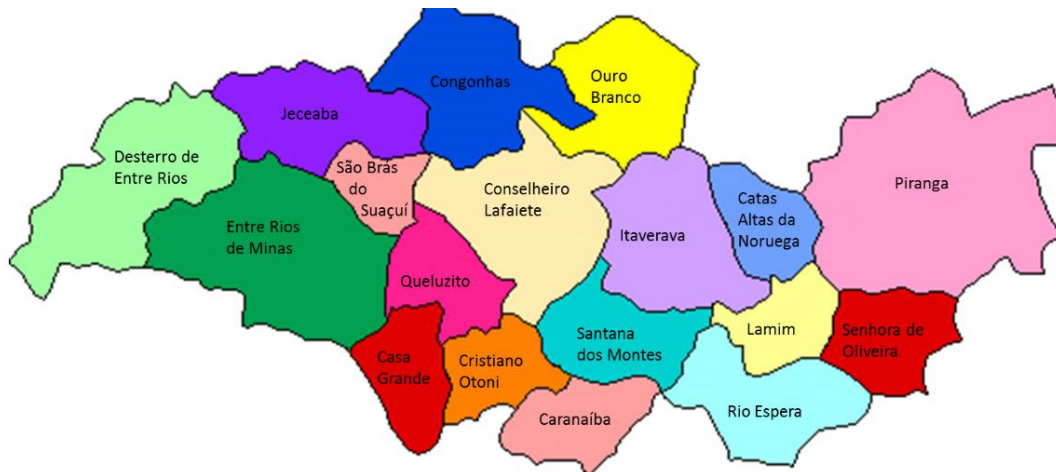 Congonhas
Ouro
Branco
Jeceaba
Desterro de
Entre Rios
São Brás
do
Suaçuí
Conselheiro
Lafaiete
Catas
Altas da
Noruega
Piranga
Entre Rios
de Minas
Itaverava
Queluzito
Santana
dos Montes
Lamim
Senhora de
Oliveira
Casa
Grande
Cristiano
Otoni
Caranaíba
Rio Espera